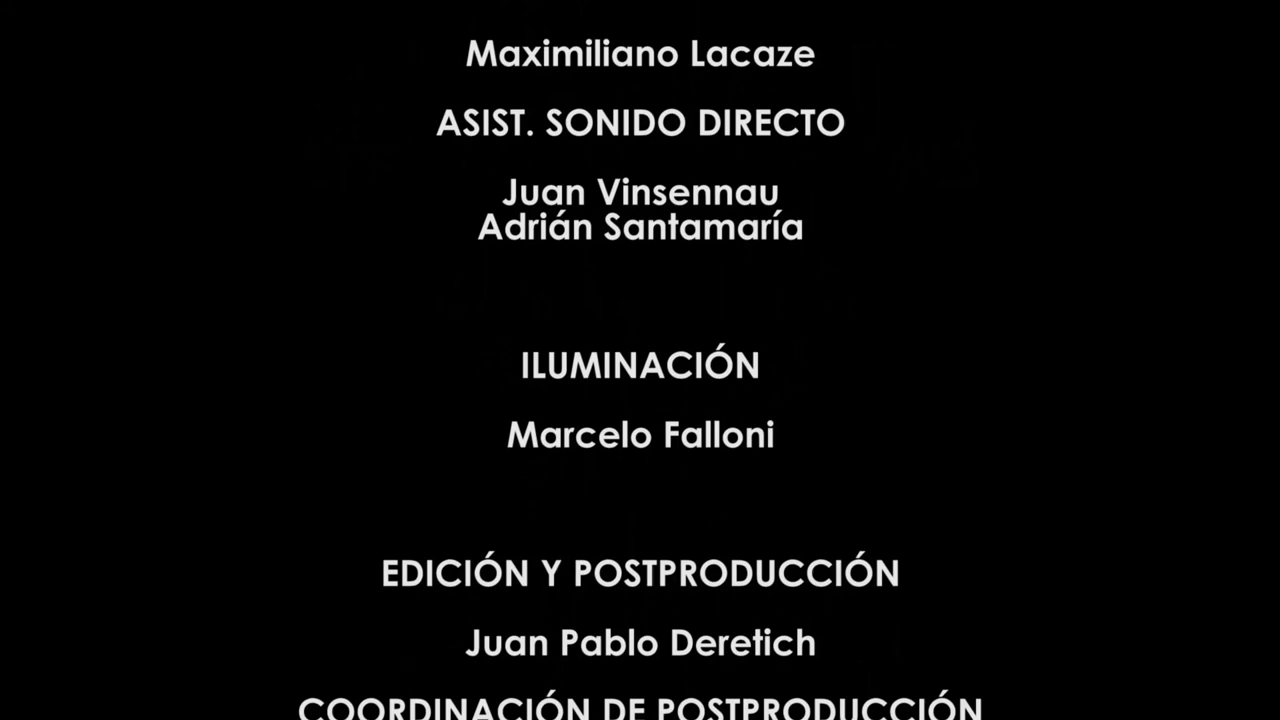 Maximiliano Lacaze
ASIST. SONIDO DIRECTO
Juan Vinsennau
Adrián Santamaría
ILUMINACIÓN
Marcelo Falloni
EDICIÓN Y POSTPRODUCCIÓN
Juan Pablo Deretich
COORDINACIÓN DE POSTPRODUCCIÓN